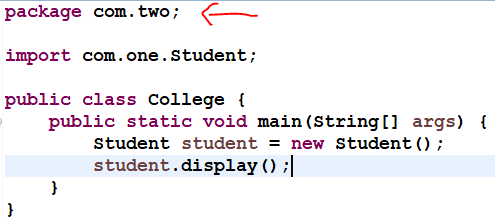 package com.two;
import com.one.Student;
public class College {
public static void main(String[] args) {
Student student = new Student();
student.display();
}
}